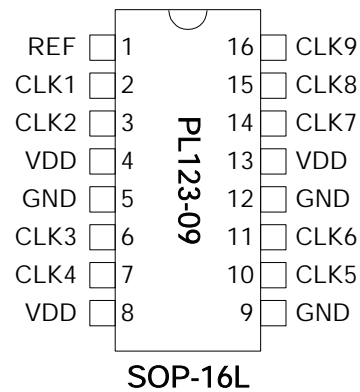 REF 1 16 CLK9
CLK1 2 15 CLK8
CLK2 3 14 CLK7
VDD 4 13 VDD
GND 5 12 GND
CLK3 6 11 CLK6
CLK4 7 10 CLK5
VDD 8 9 GND
PL123-09
SOP-16L